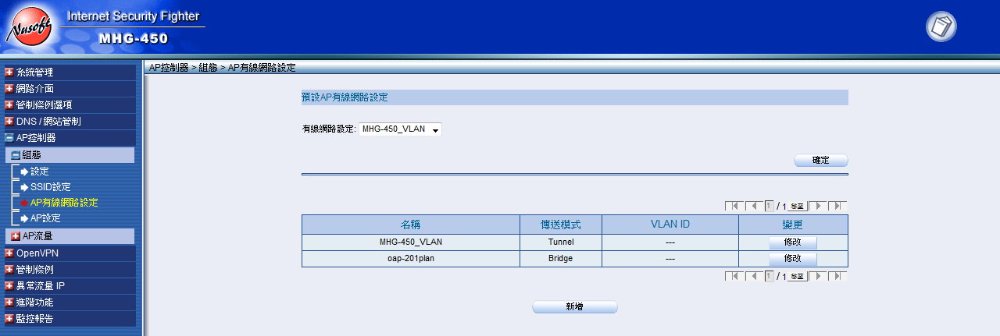 Nusoft
Internet Security Fighter
MHG-450
系統管理
網路介面
管制條例選項
DNS / 網站管制
AP控制器
組態
設定
SSID設定
AP有線網路設定
AP設定
AP流量
OpenVPN
管制條例
異常流量 IP
進階功能
監控報告
AP控制器 > 組態 > AP有線網路設定
預設AP有線網路設定
有線網路設定: MHG-450_VLAN
確定
1 / 1 移至
名稱 傳送模式 VLAN ID 變更
MHG-450_VLAN Tunnel --- 修改
oap-201plan Bridge --- 修改
1 / 1 移至
新增